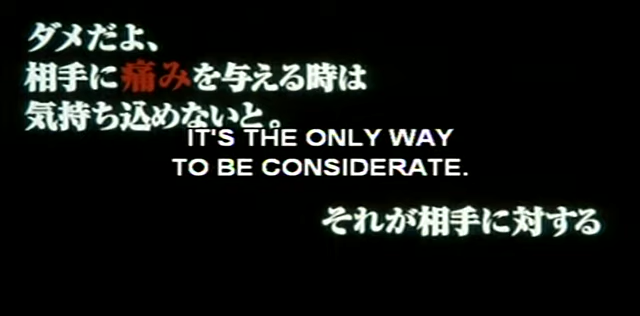 ダメだよ、
相手に痛みを与える時は
気持ち込めないと。
IT'S THE ONLY WAY
TO BE CONSIDERATE.
それが相手に対する